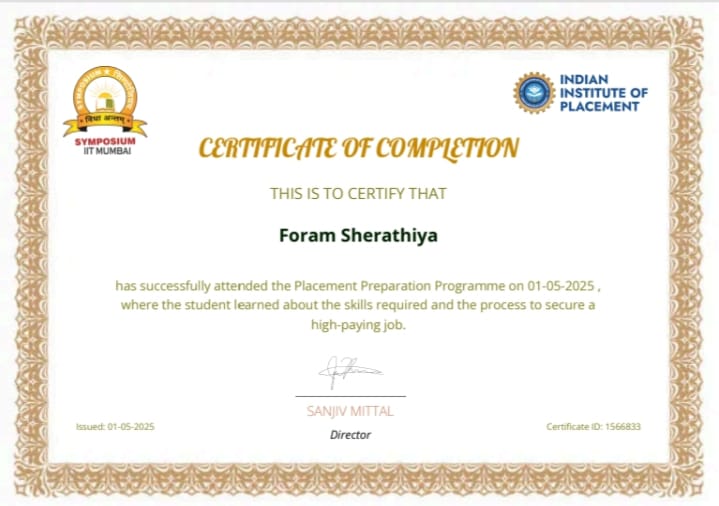 SYMPOSIUM
विद्या अन्तम्
SYMPOSIUM
IIT MUMBAI
INDIAN
INSTITUTE OF
PLACEMENT
CERTIFICATE OF COMPLETION
THIS IS TO CERTIFY THAT
Foram Sherathiya
has successfully attended the Placement Preparation Programme on 01-05-2025 ,
where the student learned about the skills required and the process to secure a
high-paying job.
SANJIV MITTAL
Director
Issued: 01-05-2025
Certificate ID: 1566833